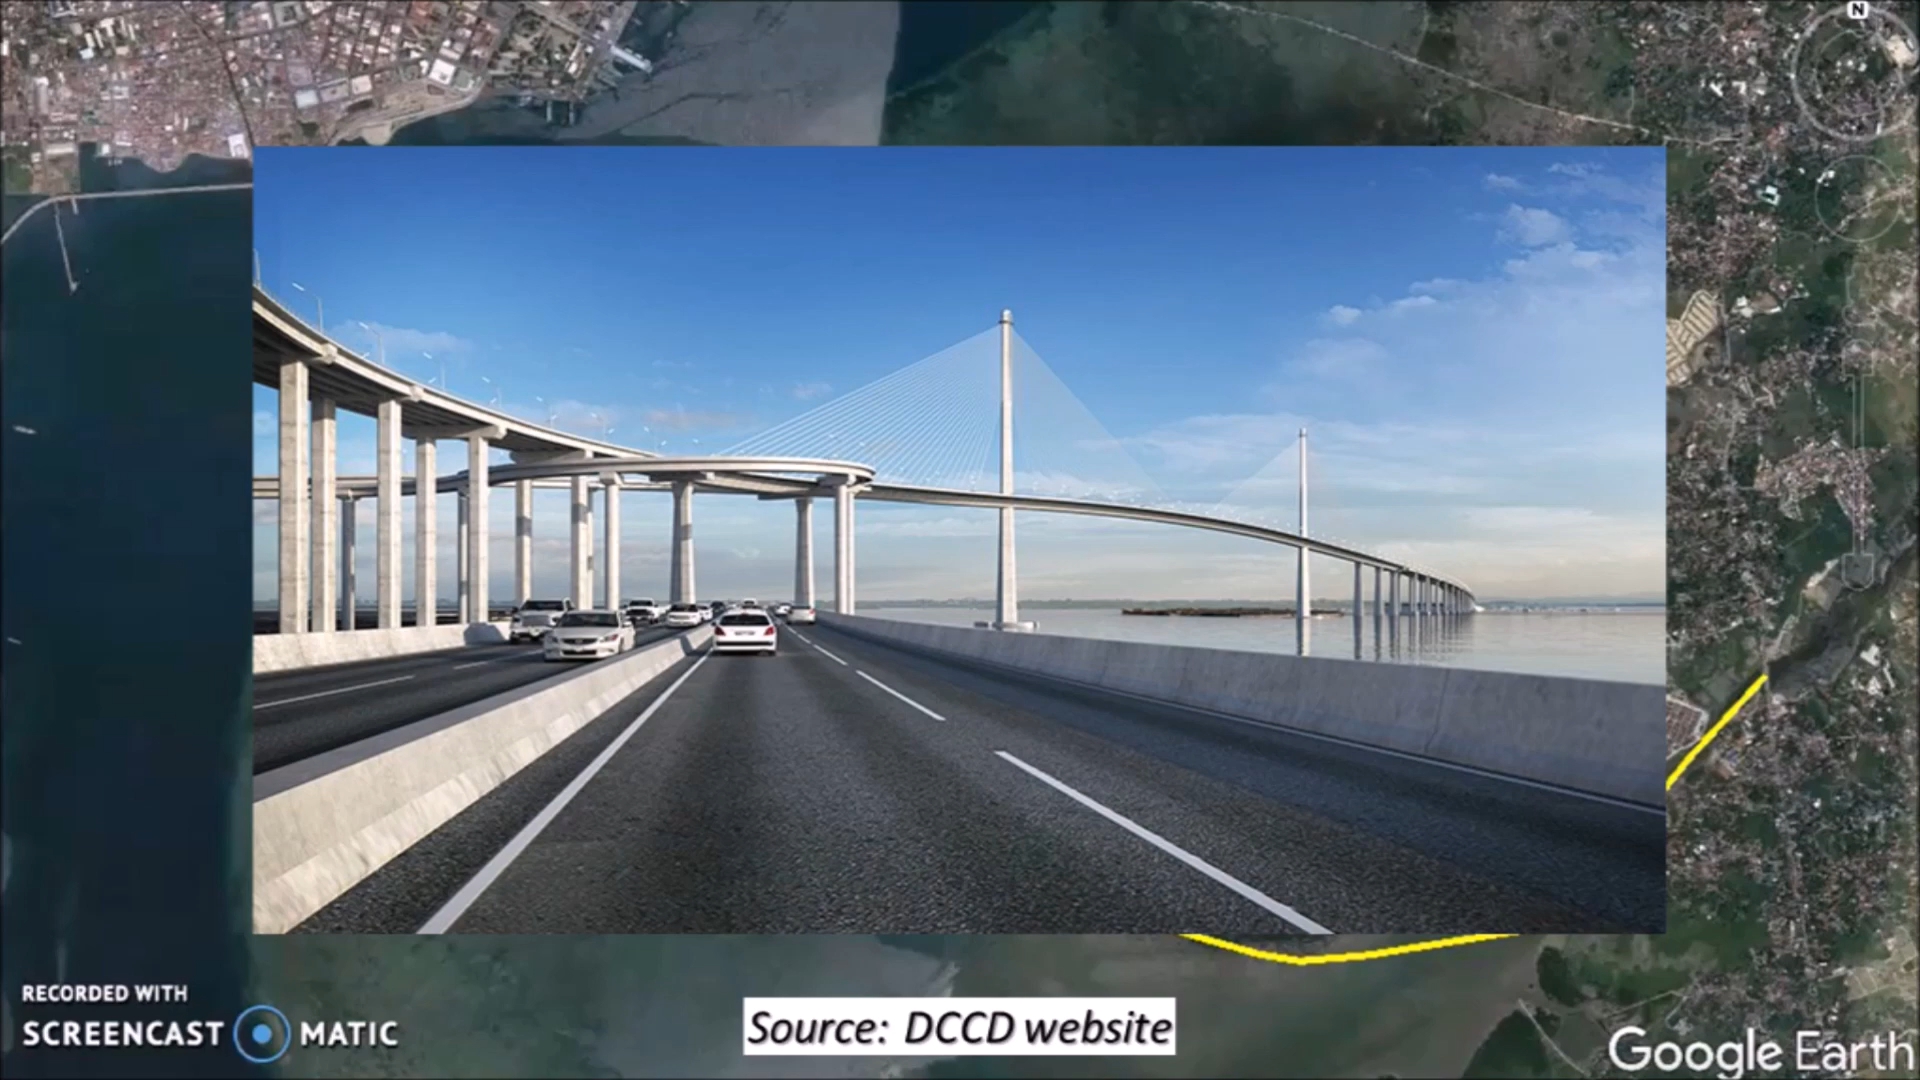 N
RECORDED WITH
SCREENCAST MATIC
Source: DCCD website
Google Earth